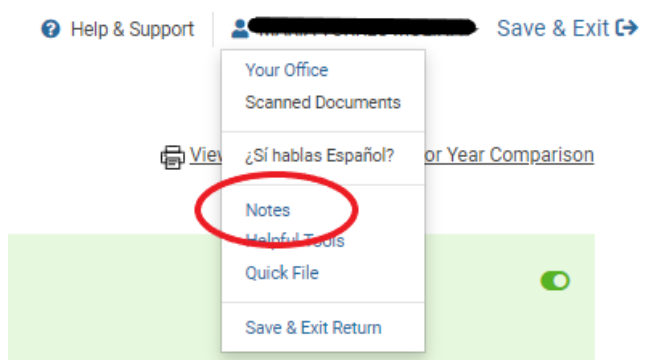 Help & Support
Save & Exit
Your Office
Scanned Documents
¿Sí hablas Español?
or Year Comparison
Notes
Helpful Tools
Quick File
Save & Exit Return